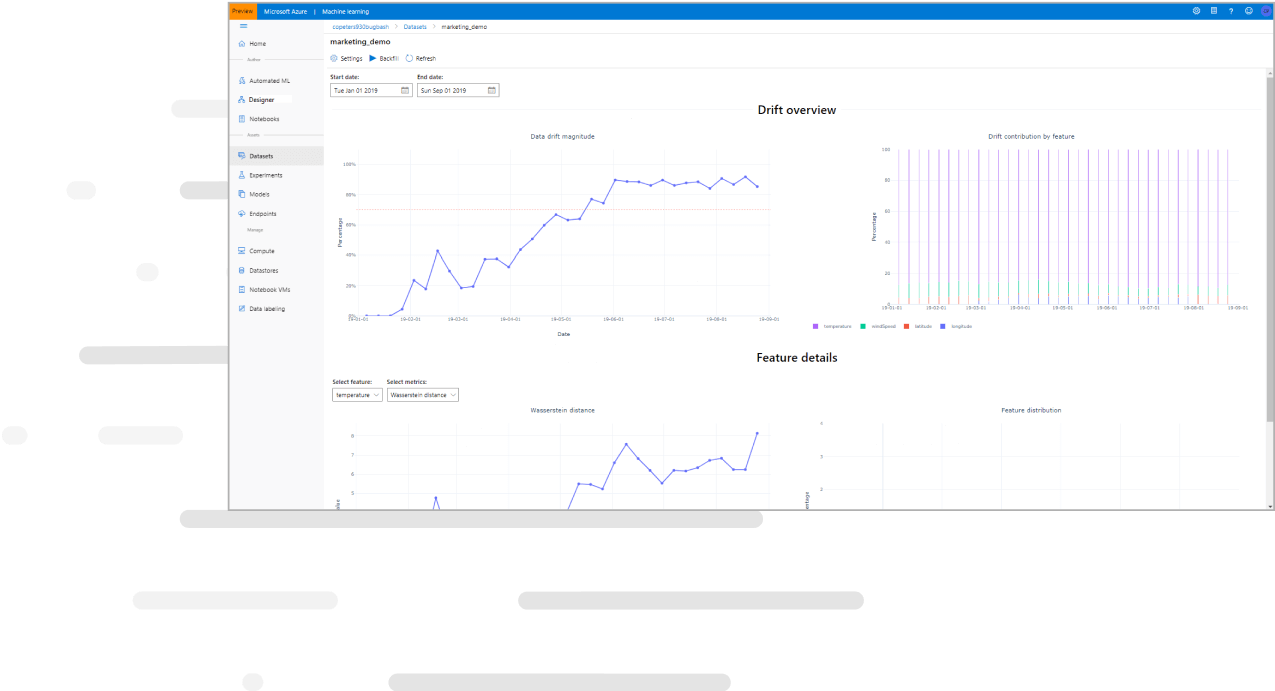 Preview Microsoft Azure | Machine learning
copeters930bugbash > Datasets > marketing_demo
marketing_demo
Settings Backfill Refresh
Home
Author
Automated ML
Designer
Notebooks
Assets
Datasets
Experiments
Models
Endpoints
Manage
Compute
Datastores
Notebook VMs
Data labeling
Start date: End date:
Tue Jan 01 2019 Sun Sep 01 2019
Drift overview
Data drift magnitude
100%
80%
60%
40%
20%
0%
Percentage
19-01-01 19-02-01 19-03-01 19-04-01 19-05-01 19-06-01 19-07-01 19-08-01 19-09-01
Date
Drift contribution by feature
100
80
60
40
20
0
Percentage
19-01-01 19-02-01 19-03-01 19-04-01 19-05-01 19-06-01 19-07-01 19-08-01 19-09-01
temperature windSpeed latitude longitude
Feature details
Select feature: Select metrics:
temperature Wasserstein distance
Wasserstein distance
8
7
6
5
Feature distribution
4
3
2